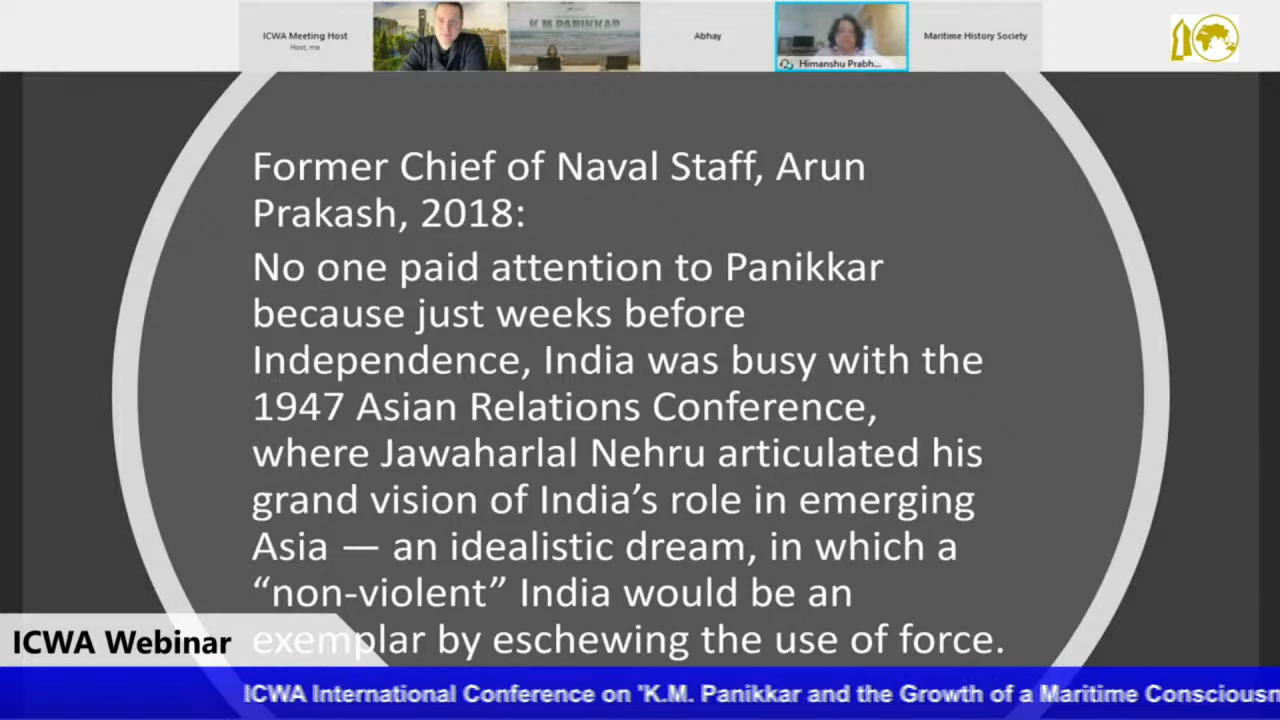 ICWA Meeting Host
Host, me
K M PANIKKAR
Abhay
Himanshu Prabh...
Maritime History Society
Former Chief of Naval Staff, Arun
Prakash, 2018:
No one paid attention to Panikkar
because just weeks before
Independence, India was busy with the
1947 Asian Relations Conference,
where Jawaharlal Nehru articulated his
grand vision of India’s role in emerging
Asia — an idealistic dream, in which a
“non-violent” India would be an
exemplar by eschewing the use of force.
ICWA Webinar
ICWA International Conference on 'K.M. Panikkar and the Growth of a Maritime Consciousn